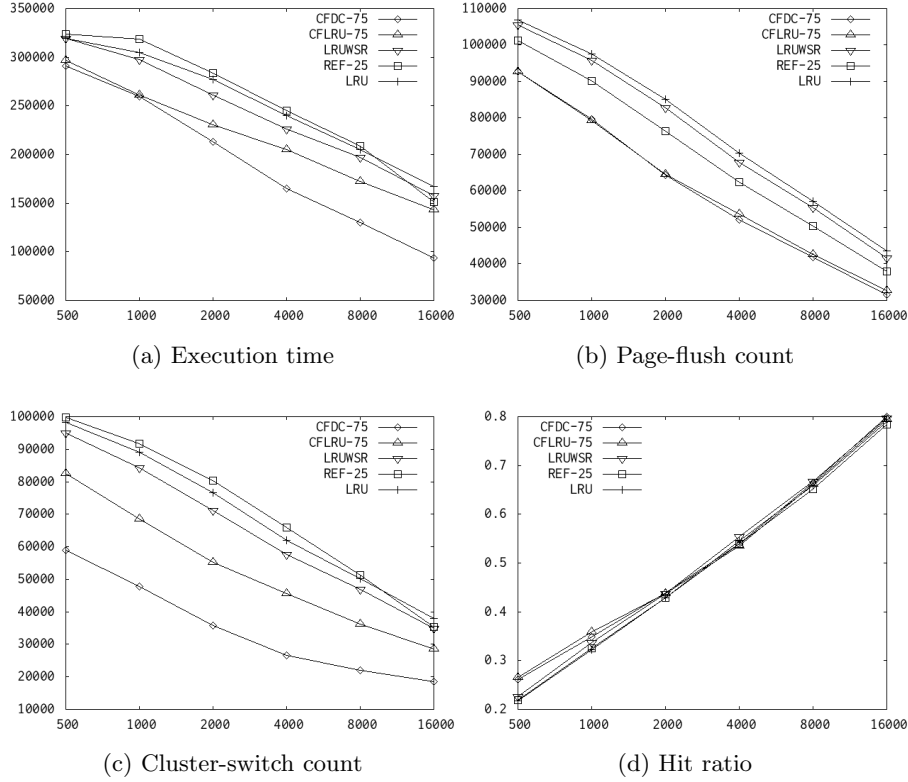 350000
300000
250000
200000
150000
100000
50000
500 1000 2000 4000 8000 16000
CFDC-75
CFLRU-75
LRUWSR
REF-25
LRU
(a) Execution time
110000
100000
90000
80000
70000
60000
50000
40000
30000
500 1000 2000 4000 8000 16000
CFDC-75
CFLRU-75
LRUWSR
REF-25
LRU
(b) Page-flush count
100000
90000
80000
70000
60000
50000
40000
30000
20000
10000
500 1000 2000 4000 8000 16000
CFDC-75
CFLRU-75
LRUWSR
REF-25
LRU
(c) Cluster-switch count
0.8
0.7
0.6
0.5
0.4
0.3
0.2
500 1000 2000 4000 8000 16000
CFDC-75
CFLRU-75
LRUWSR
REF-25
LRU
(d) Hit ratio